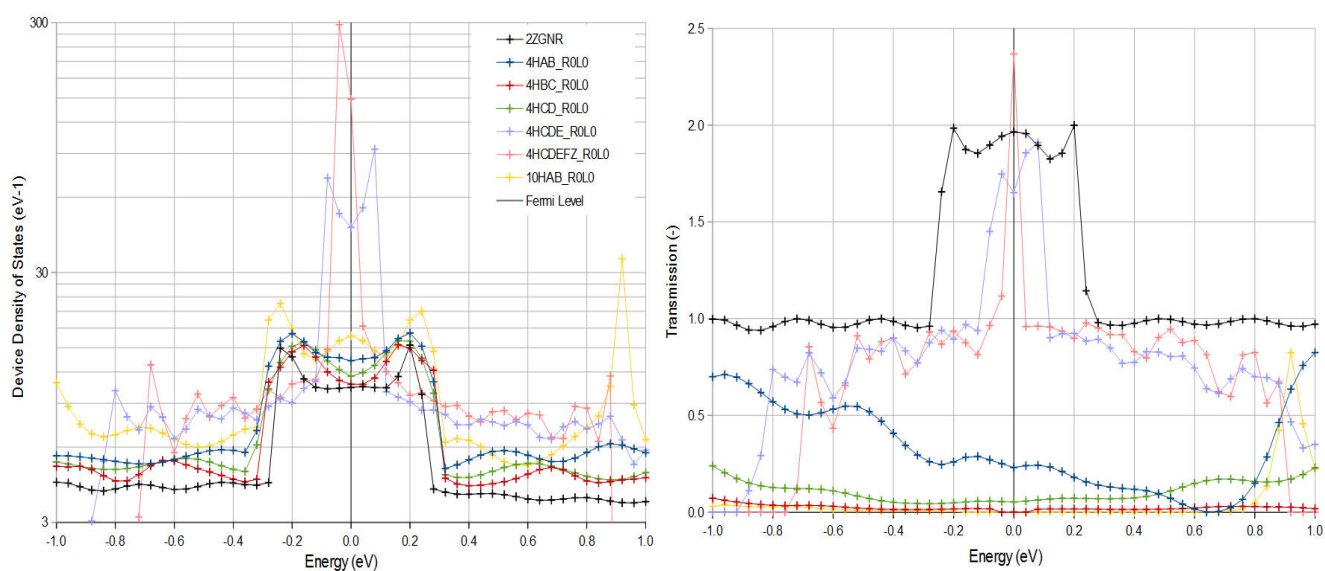 300
30
3
Device Density of States (eV-1)
2ZGNR
4HAB_R0L0
4HBC_R0L0
4HCD_R0L0
4HCDE_R0L0
4HCDEFZ_R0L0
10HAB_R0L0
Fermi Level
-1.0 -0.8 -0.6 -0.4 -0.2 0.0 0.2 0.4 0.6 0.8 1.0
Energy (eV)
2.5
2.0
1.5
1.0
0.5
0.0
Transmission (-)
-1.0 -0.8 -0.6 -0.4 -0.2 0.0 0.2 0.4 0.6 0.8 1.0
Energy (eV)